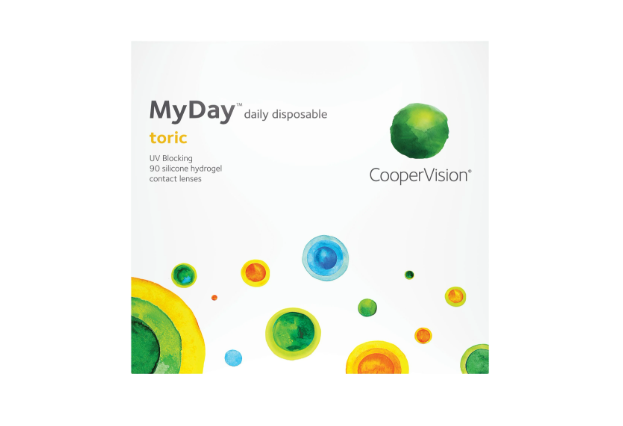 MyDay™ daily disposable
toric
UV Blocking
90 silicone hydrogel
contact lenses
CooperVision®